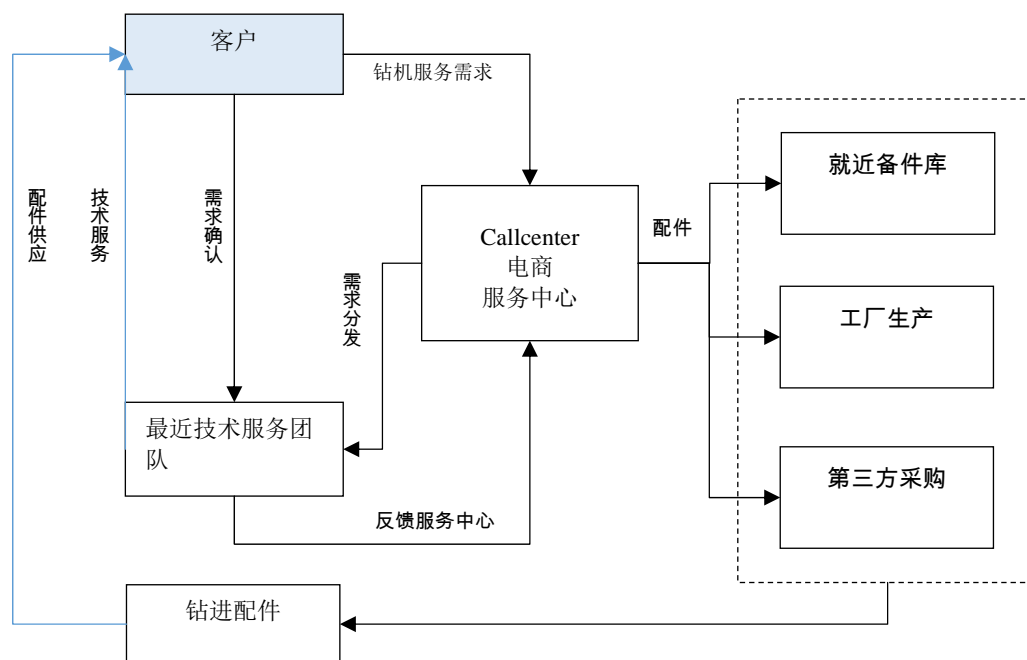 客户
钻机服务需求
就近备件库
配件供应
技术服务
需求确认
配件
Callcenter
电商
服务中心
需求分发
工厂生产
最近技术服务团
队
第三方采购
反馈服务中心
钻进配件